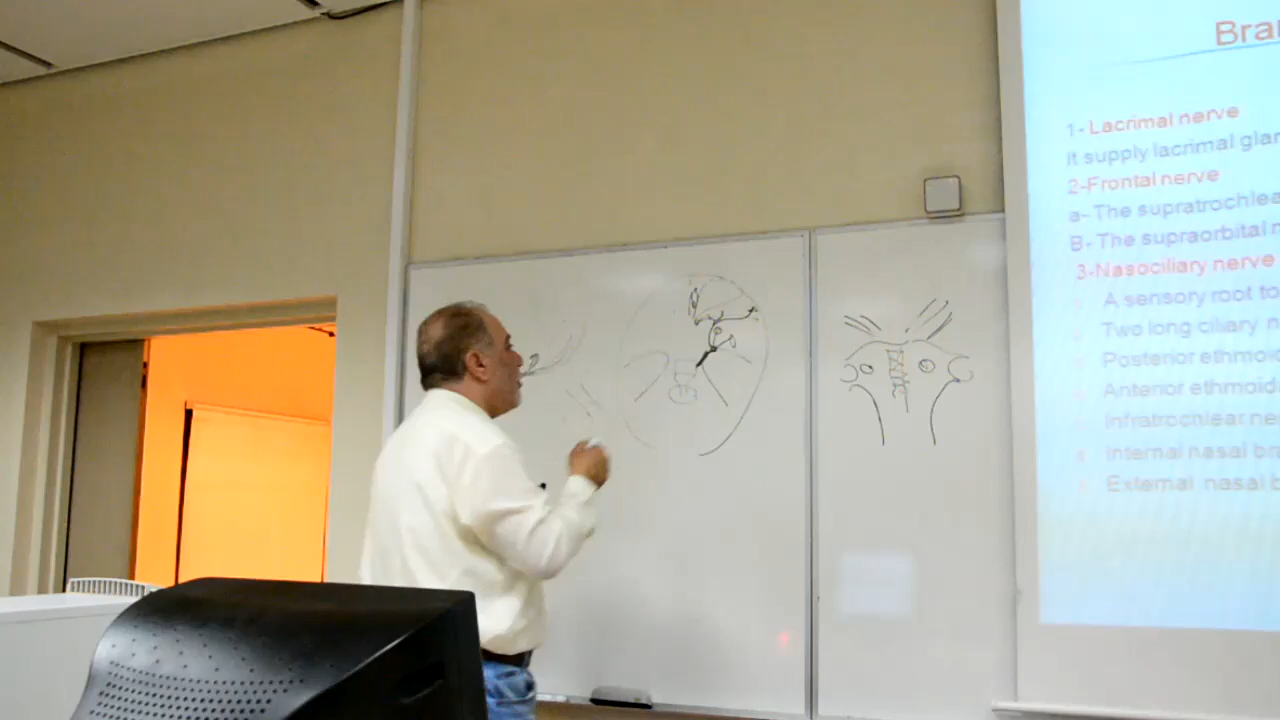 Bra
1- Lacrimal nerve
It supply lacrimal glan
2-Frontal nerve
a- The supratrochlea
B- The supraorbital n
3-Nasociliary nerve
A sensory root to
Two long ciliary n
Posterior ethmoid
Anterior ethmoid
Infratrochlear ne
Internal nasal bra
External nasal b